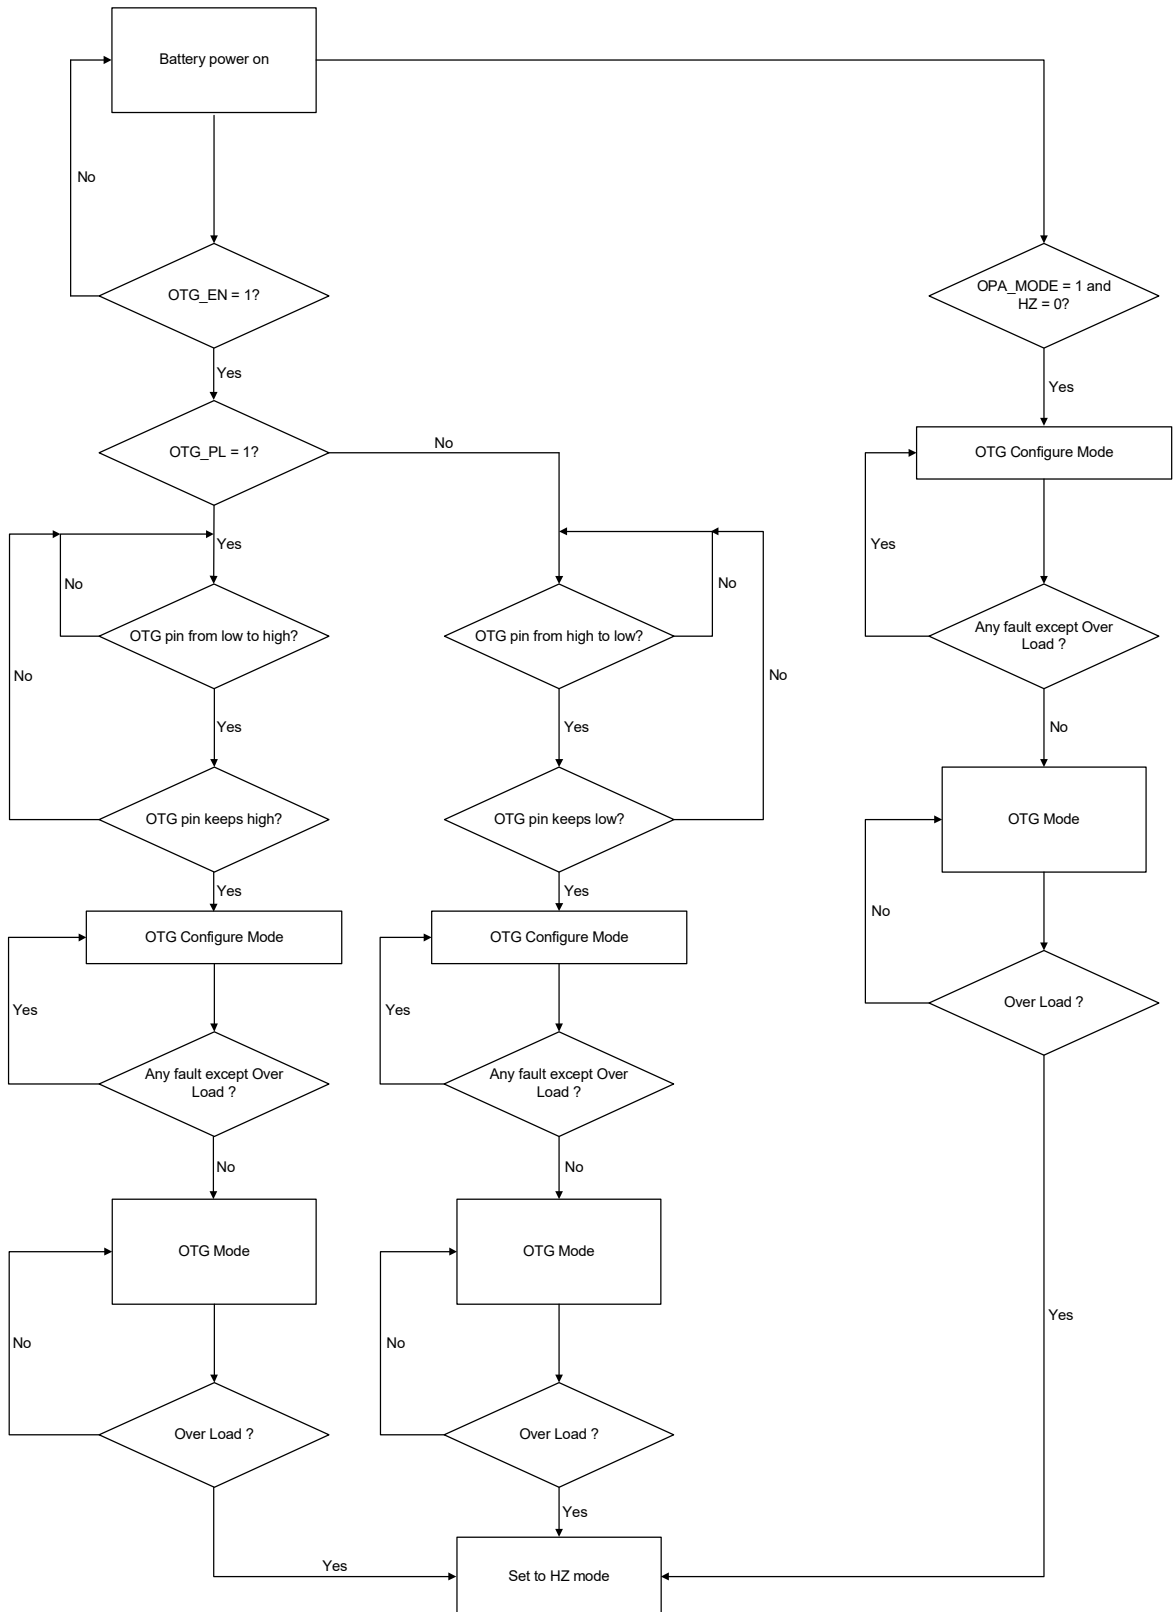 Battery power on
No
OTG_EN = 1?
OPA_MODE = 1 and
HZ = 0?
Yes
Yes
OTG_PL = 1?
No
OTG Configure Mode
Yes
Yes
No
No
OTG pin from low to high?
OTG pin from high to low?
Any fault except Over
Load ?
No
No
Yes
Yes
No
OTG pin keeps high?
OTG pin keeps low?
OTG Mode
Yes
Yes
No
OTG Configure Mode
OTG Configure Mode
Yes
Yes
Over Load ?
Any fault except Over
Load ?
Any fault except Over
Load ?
No
No
OTG Mode
OTG Mode
Yes
No
No
Over Load ?
Over Load ?
Yes
Yes
Set to HZ mode